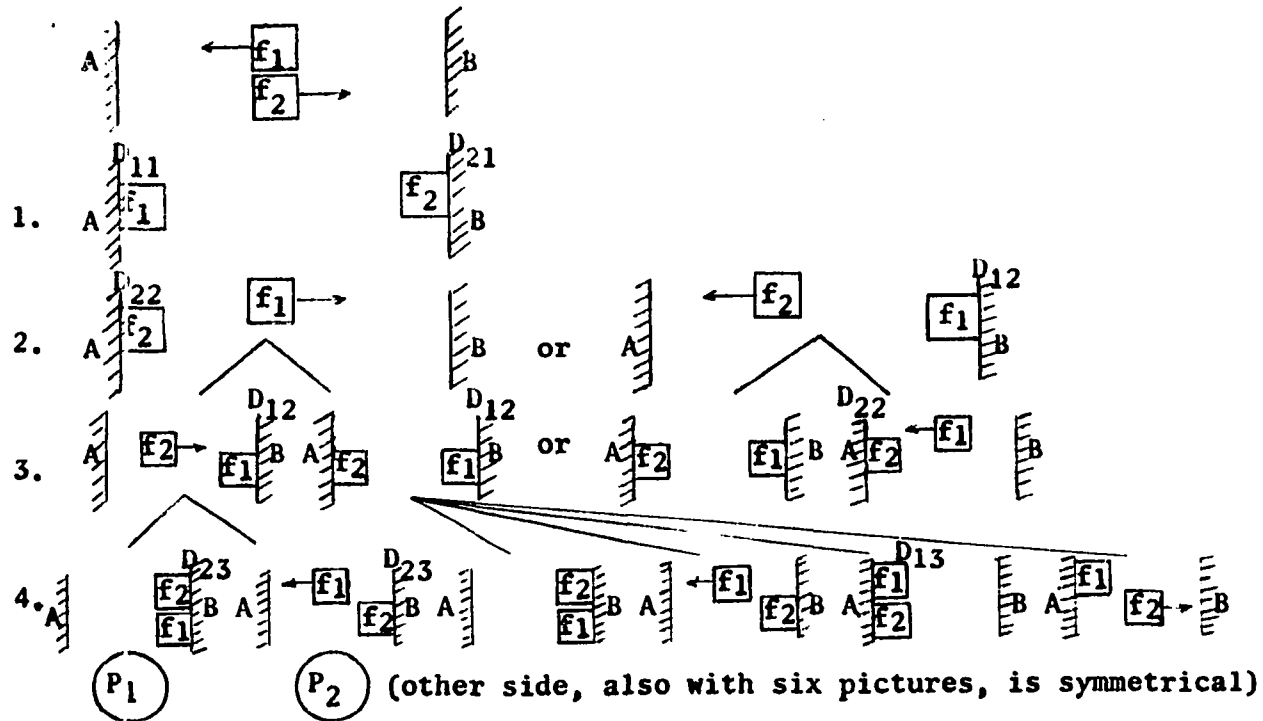 A f1 B
f2
D11 D21
1. A f1 f2 B
D22 D12
2. A f2 f1 B or A f2 f1 B
D12 D12 D22
3. A f2 f1 B A f2 f1 B or A f2 f1 B A f2 f1 B
D23 D23 D13
4. A f2 f1 B A f1 f2 B A f2 f1 B A f1 f2 B A f1 f2 B A f1 f2 B
P1 P2 (other side, also with six pictures, is symmetrical)